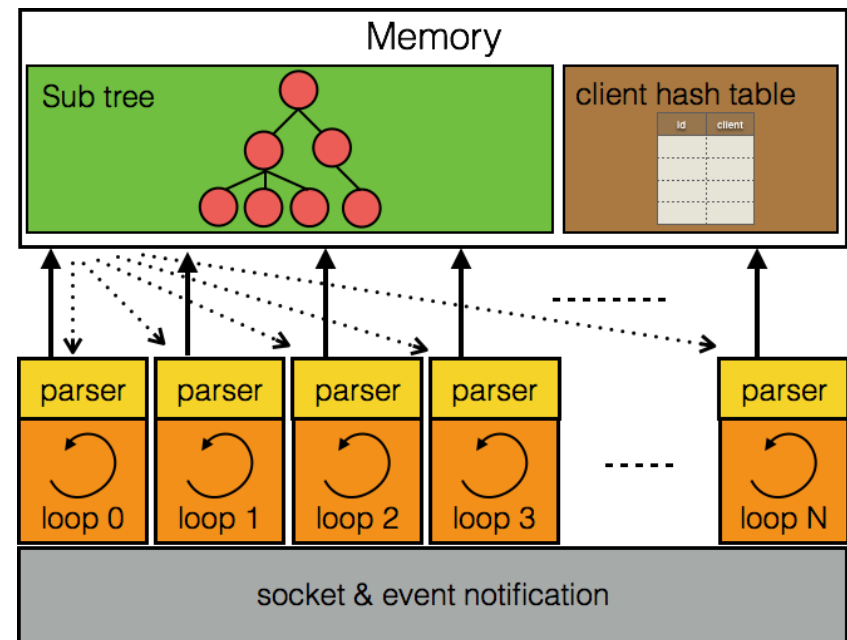 Memory
Sub tree
client hash table
id client
parser parser parser parser parser
loop 0 loop 1 loop 2 loop 3 loop N
socket & event notification